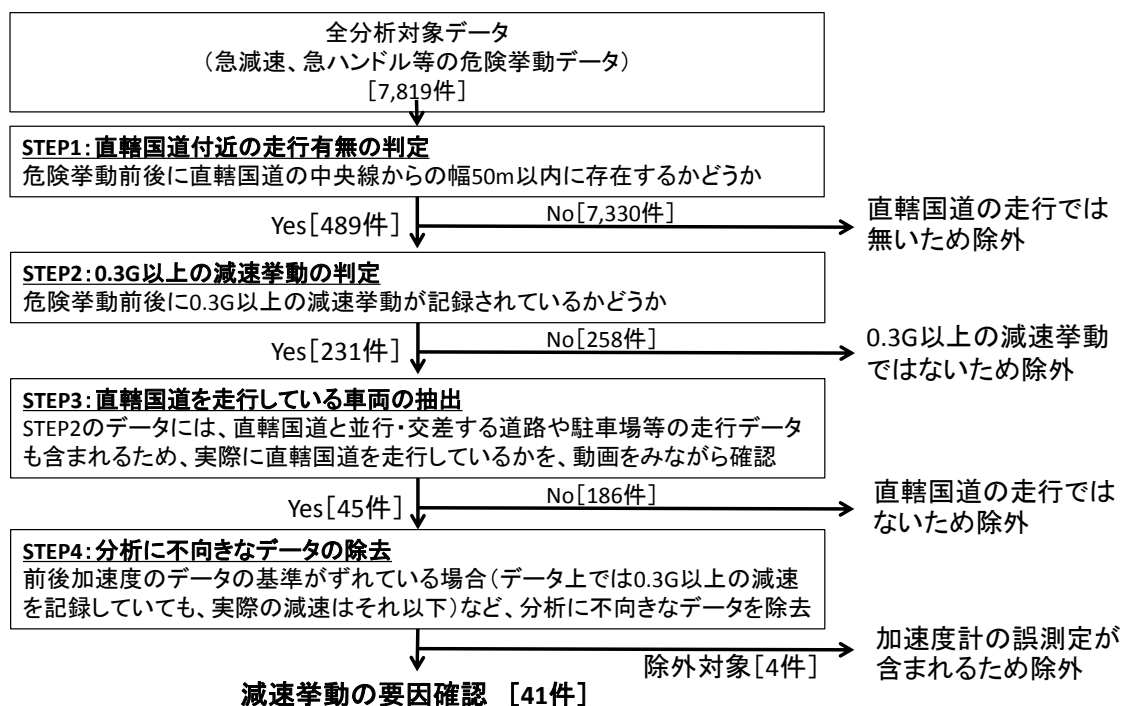 全分析対象データ
（急減速、急ハンドル等の危険挙動データ）
[7,819件]
STEP1：直轄国道付近の走行有無の判定
危険挙動前後に直轄国道の中央線からの幅50m以内に存在するかどうか
Yes[489件]
No[7,330件]
直轄国道の走行では
無いため除外
STEP2：0.3G以上の減速挙動の判定
危険挙動前後に0.3G以上の減速挙動が記録されているかどうか
Yes[231件]
No[258件]
0.3G以上の減速挙動
ではないため除外
STEP3：直轄国道を走行している車両の抽出
STEP2のデータには、直轄国道と並行・交差する道路や駐車場等の走行データ
も含まれるため、実際に直轄国道を走行しているかを、動画をみながら確認
Yes[45件]
No[186件]
直轄国道の走行では
ないため除外
STEP4：分析に不向きなデータの除去
前後加速度のデータの基準がずれている場合（データ上では0.3G以上の減速
を記録していても、実際の減速はそれ以下）など、分析に不向きなデータを除去
除外対象[4件]
加速度計の誤測定が
含まれるため除外
減速挙動の要因確認　[41件]